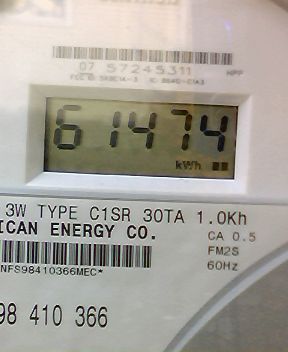 07 57245311
61474
kWh
3W TYPE C1SR 30TA 1.0Kh
ICAN ENERGY CO.
CA 0.5
FM2S
60Hz
NFS98410366MEC*
98 410 366